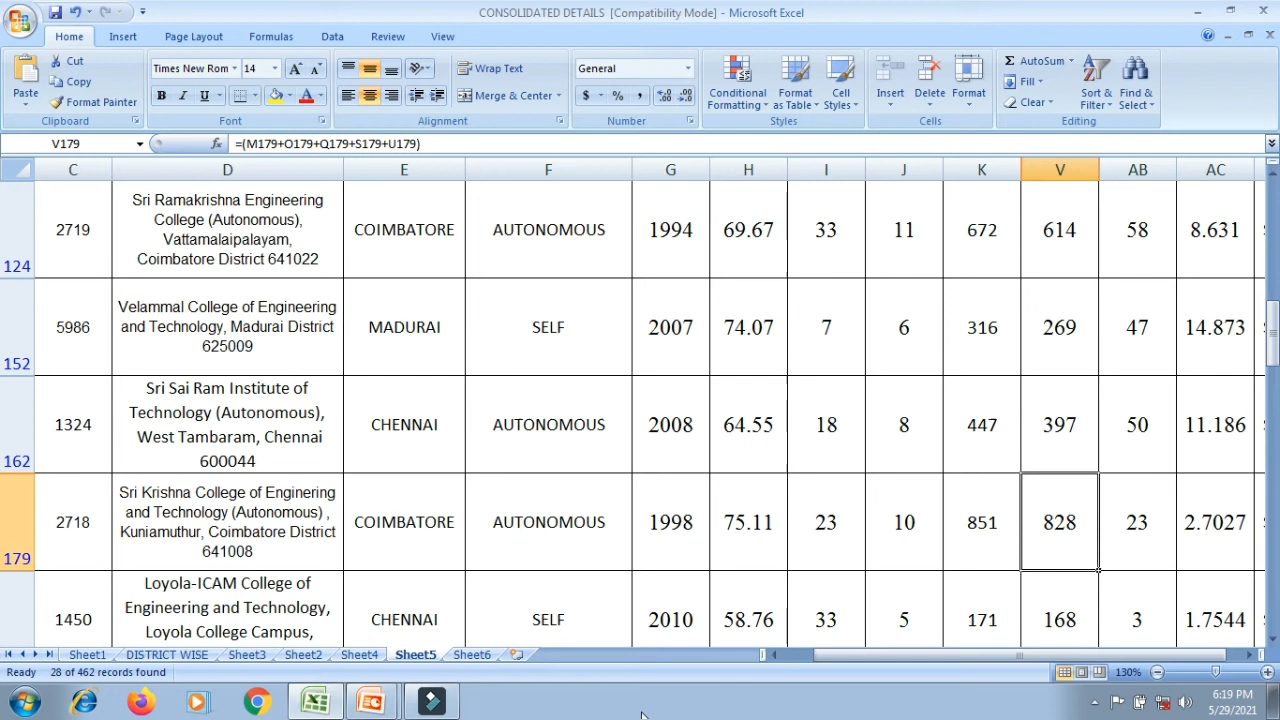 CONSOLIDATED DETAILS [Compatibility Mode] - Microsoft Excel
Home Insert Page Layout Formulas Data Review View
Paste Cut Copy Format Painter Clipboard
Times New Rom 14 Font
Wrap Text Merge & Center Alignment
General Number
Conditional Formatting Format as Table Cell Styles Styles
Insert Delete Format Cells
AutoSum Fill Clear Sort & Filter Find & Select Editing
V179 fx =(M179+O179+Q179+S179+U179)
C D E F G H I J K V AB AC
124 2719 Sri Ramakrishna Engineering COIMBATORE AUTONOMOUS 1994 69.67 33 11 672 614 58 8.631
College (Autonomous),
Vattamalaipalayam,
Coimbatore District 641022
152 5986 Velammal College of Engineering MADURAI SELF 2007 74.07 7 6 316 269 47 14.873
and Technology, Madurai District
625009
162 1324 Sri Sai Ram Institute of CHENNAI AUTONOMOUS 2008 64.55 18 8 447 397 50 11.186
Technology (Autonomous),
West Tambaram, Chennai
600044
179 2718 Sri Krishna College of Enginering COIMBATORE AUTONOMOUS 1998 75.11 23 10 851 828 23 2.7027
and Technology (Autonomous) ,
Kuniamuthur, Coimbatore District
641008
1450 Loyola-ICAM College of CHENNAI SELF 2010 58.76 33 5 171 168 3 1.7544
Engineering and Technology,
Loyola College Campus,
Sheet1 DISTRICT WISE Sheet3 Sheet2 Sheet4 Sheet5 Sheet6
Ready 28 of 462 records found 130%
6:19 PM
5/29/2021